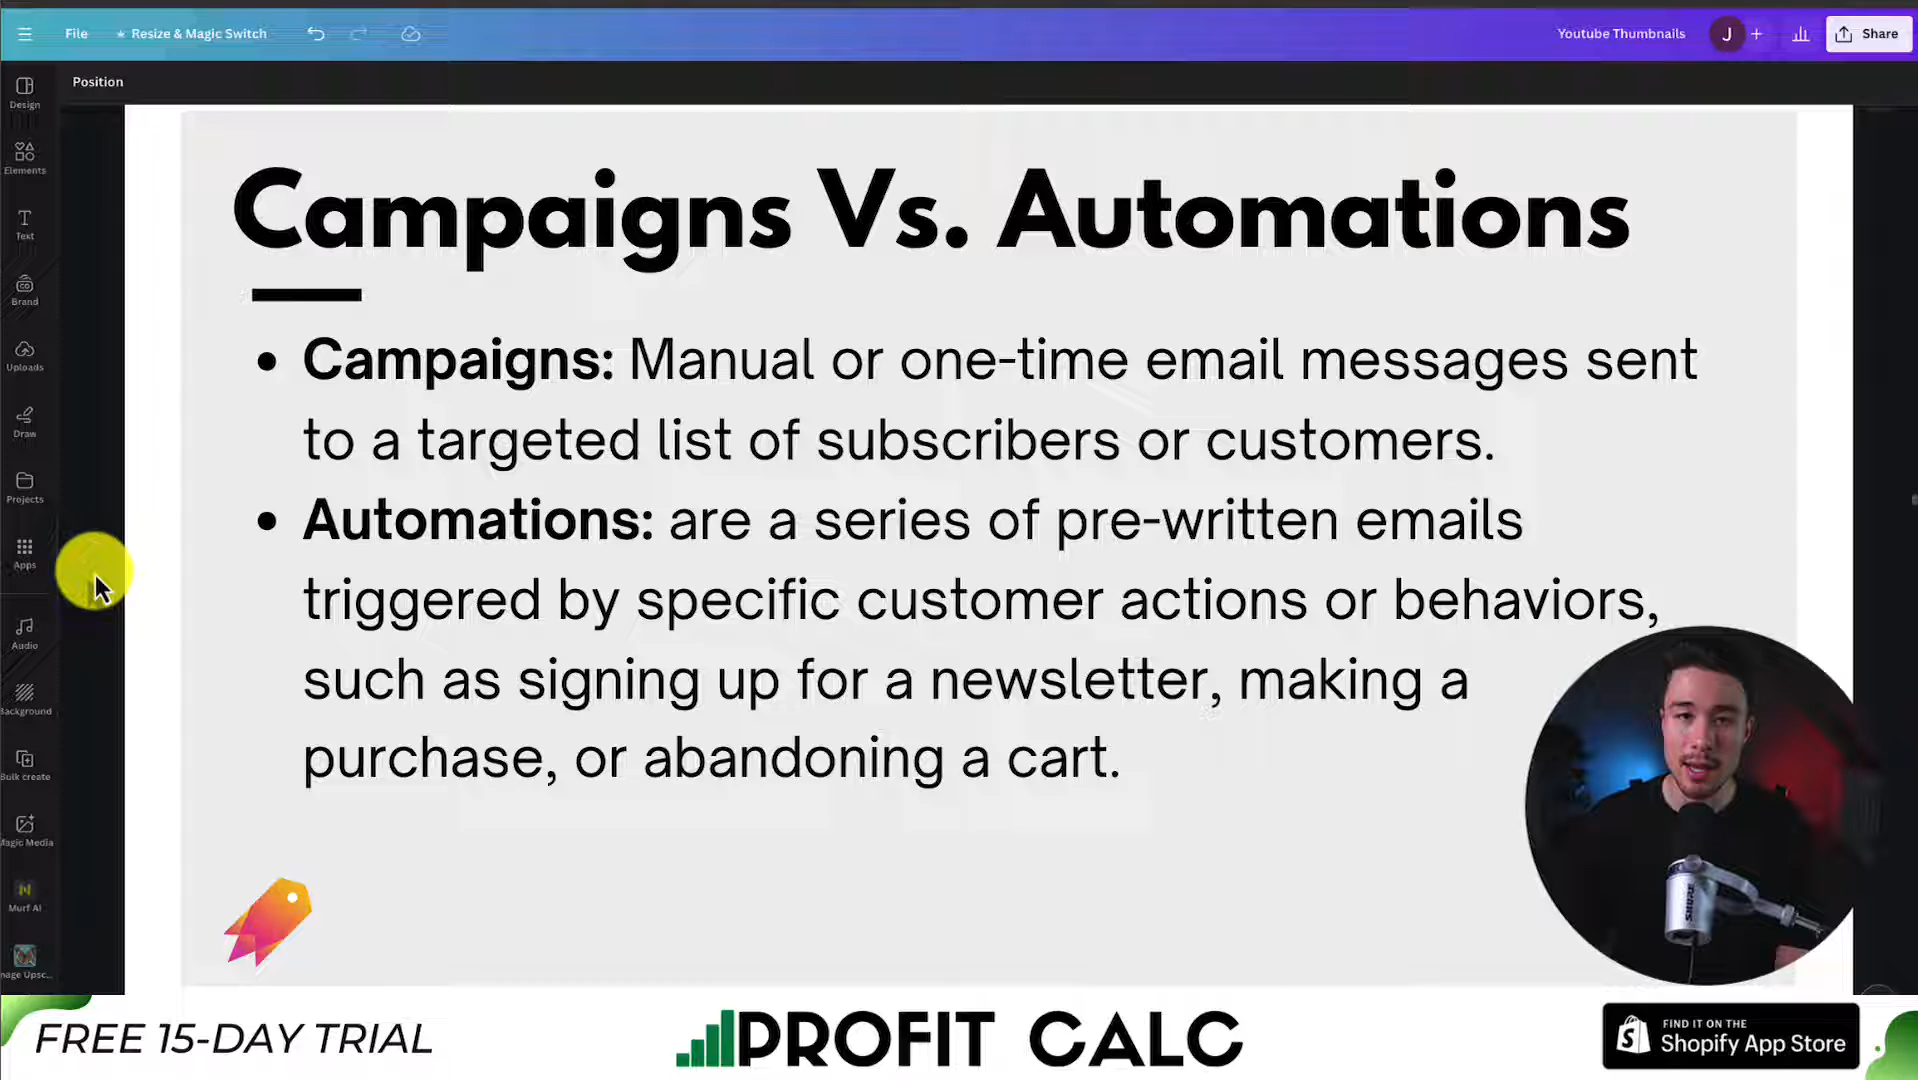 File
Resize & Magic Switch
Youtube Thumbnails
J
Share
Position
Design
Elements
Text
Brand
Uploads
Draw
Projects
Apps
Audio
Background
Bulk create
Magic Media
Murf AI
mage Upsc...
Campaigns Vs. Automations
• Campaigns: Manual or one-time email messages sent
to a targeted list of subscribers or customers.
• Automations: are a series of pre-written emails
triggered by specific customer actions or behaviors,
such as signing up for a newsletter, making a
purchase, or abandoning a cart.
SHURE
FREE 15-DAY TRIAL
PROFIT CALC
FIND IT ON THE
Shopify App Store